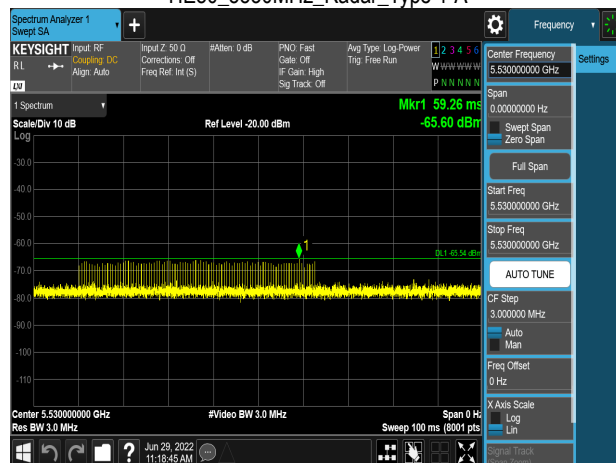 Spectrum Analyzer 1
Swept SA
Frequency
KEYSIGHT
RL
LXI
Input: RF
Coupling: DC
Align: Auto
Input Z: 50 Ω
Corrections: Off
Freq Ref: Int (S)
#Atten: 0 dB
PNO: Fast
Gate: Off
IF Gain: High
Sig Track: Off
Avg Type: Log-Power
Trig: Free Run
1 2 3 4 5 6
W W W W W W
P N N N N N
1 Spectrum
Scale/Div 10 dB
Log
Ref Level -20.00 dBm
Mkr1 59.26 ms
-65.60 dBm
-30.0
-40.0
-50.0
-60.0
-70.0
-80.0
-90.0
-100
-110
1
DL1 -65.54 dBm
Center 5.530000000 GHz
Res BW 3.0 MHz
#Video BW 3.0 MHz
Span 0 Hz
Sweep 100 ms (8001 pts)
Jun 29, 2022
11:18:45 AM
?
Center Frequency
5.530000000 GHz
Settings
Span
0.00000000 Hz
Swept Span
Zero Span
Full Span
Start Freq
5.530000000 GHz
Stop Freq
5.530000000 GHz
AUTO TUNE
CF Step
3.000000 MHz
Auto
Man
Freq Offset
0 Hz
X Axis Scale
Log
Lin
Signal Track